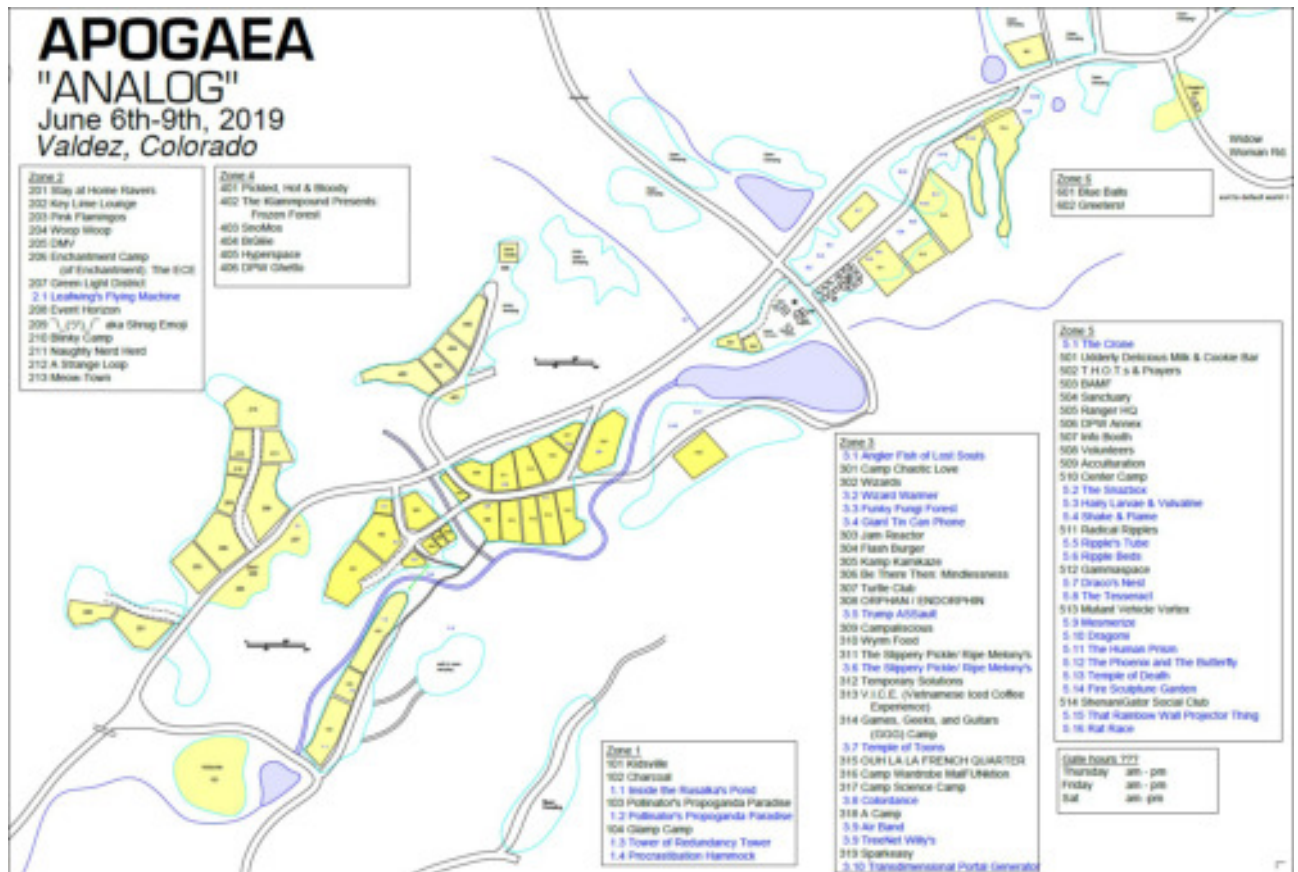 APOGAEA
"ANALOG"
June 6th-9th, 2019
Valdez, Colorado
Zone 2
201 Stay at Home Ravers
202 Key Lime Lounge
203 Pink Flamingos
204 Woop Woop
205 DMV
206 Enchantment Camp
(of Enchantment): The ECE
207 Green Light District
2.1 Leafwing's Flying Machine
208 Event Horizon
209 ¯\_(ツ)_/¯ aka Shrug Emoji
210 Blinky Camp
211 Naughty Nerd Herd
212 A Strange Loop
213 Meow Town
Zone 4
401 Pickled, Hot & Bloody
402 The Klammpound Presents:
Frozen Forest
403 SinoMos
404
405 Hyperspace
406 DPW Ghetto
Widow
Woman Rd
Zone 6
601 Blue Balls
602 Greeters!
Zone 5
5.1 The Crane
501 Udderly Delicious Milk & Cookie Bar
502 T.H.O.T.s & Prayers
503 BAMF
504 Sanctuary
505 Ranger HQ
506 DPW Annex
507 Info Booth
508 Volunteers
509 Acculturation
510 Center Camp
5.2 The Snazbox
5.3 Hairy Larvae & Valvaline
5.4 Shake & Flame
511 Radical Ripples
5.5 Ripple's Tube
5.6 Ripple Beds
512 Gammaspace
5.7 Draco's Nest
5.8 The Tesseract
513 Mutant Vehicle Vortex
5.9 Mesmerize
5.10 Dragomi
5.11 The Human Prism
5.12 The Phoenix and The Butterfly
5.13 Temple of Death
5.14 Fire Sculpture Garden
514 ShenaniGator Social Club
5.15 That Rainbow Wall Projector Thing
5.16 Rat Race
Zone 3
3.1 Angler Fish of Lost Souls
301 Camp Chaotic Love
302 Wizards
3.2 Wizard Warmer
3.3 Funky Fungi Forest
3.4 Giant Tin Can Phone
303 Jam Reactor
304 Flash Burger
305 Kamp Kamikaze
306 Be There Then: Mindlessness
307 Turtle Club
308 ORPHAN / ENDORPHIN
3.5 Trump ASSault
309 Campalicious
310 Wyrm Food
311 The Slippery Pickle/ Ripe Melony's
3.6 The Slippery Pickle/ Ripe Melony's
312 Temporary Solutions
313 V.I.C.E. (Vietnamese Iced Coffee
Experience)
314 Games, Geeks, and Guitars
(GGG) Camp
3.7 Temple of Toons
315 OUH LA LA FRENCH QUARTER
316 Camp Wardrobe MalFUNktion
317 Camp Science Camp
3.8 Colordance
318 A Camp
3.9 Air Band
3.9 TreeNet Willy's
319 Sparkeasy
3.10 Transdimensional Portal Generator
Zone 1
101 Kidsville
102 Charcoal
1.1 Inside the Rusalka's Pond
103 Pollinator's Propoganda Paradise
1.2 Pollinator's Propoganda Paradise
104 Glamp Camp
1.3 Tower of Redundancy Tower
1.4 Procrastibation Hammock
Gate hours ???
Thursday am - pm
Friday am - pm
Sat am -pm